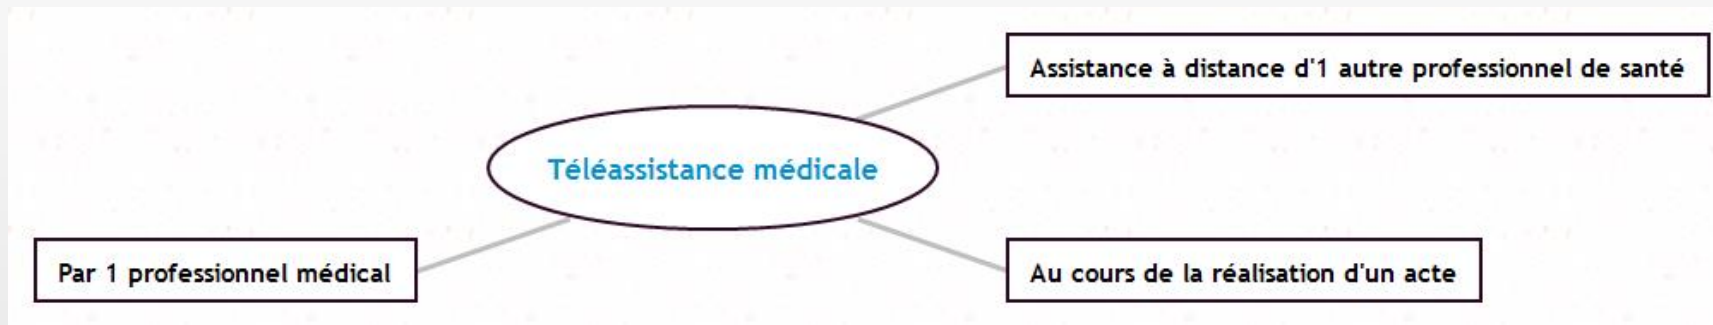 Assistance à distance d'1 autre professionnel de santé
Téléassistance médicale
Par 1 professionnel médical
Au cours de la réalisation d'un acte